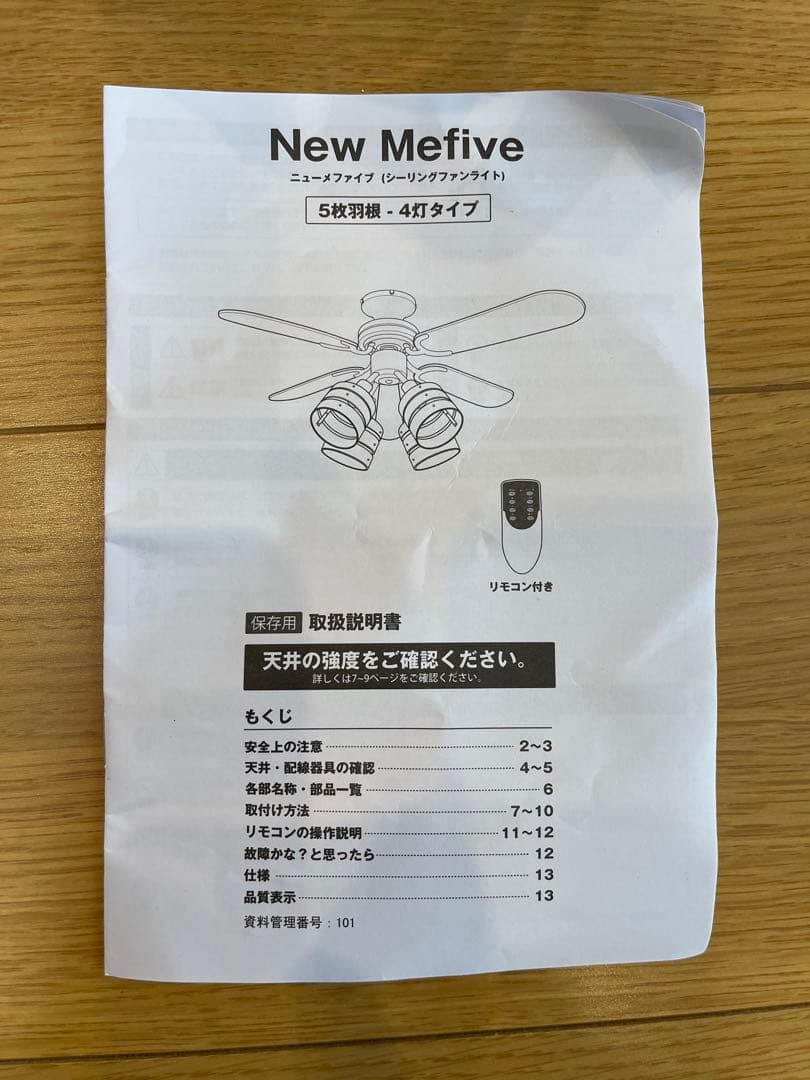 New Mefive
ニューメファイブ (シーリングファンライト)
5枚羽根 - 4灯タイプ
リモコン付き
保存用 取扱説明書
天井の強度をご確認ください。
詳しくは7~9ページをご確認ください。
もくじ
安全上の注意 2〜3
天井・配線器具の確認 4〜5
各部名称・部品一覧 6
取付け方法 7〜10
リモコンの操作説明 11〜12
故障かな？と思ったら 12
仕様 13
品質表示 13
資料管理番号：101